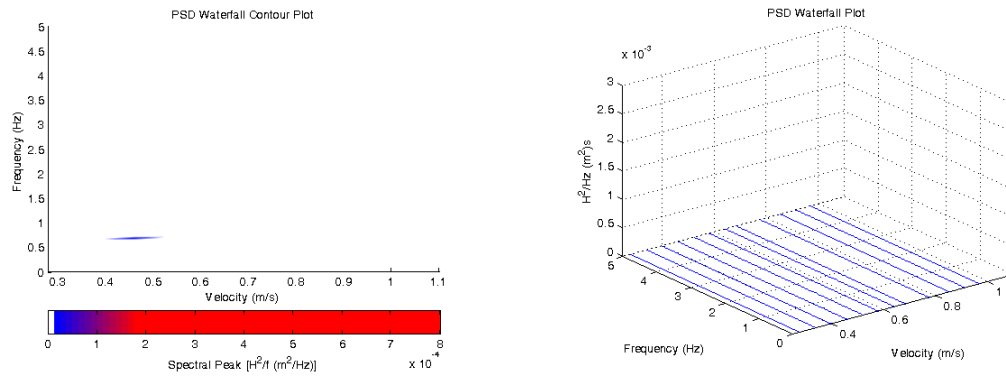 PSD Waterfall Contour Plot
5
4.5
4
3.5
3
2.5
2
1.5
1
0.5
0
Frequency (Hz)
0.3 0.4 0.5 0.6 0.7 0.8 0.9 1 1.1
Velocity (m/s)
0 1 2 3 4 5 6 7 8
x 10⁻⁴
Spectral Peak [H²/f (m²/Hz)]
PSD Waterfall Plot
x 10⁻³
3
2.5
2
1.5
1
0.5
0
H²/Hz (m²)s
5 4 3 2 1 0
Frequency (Hz)
0.4 0.6 0.8 1
Velocity (m/s)